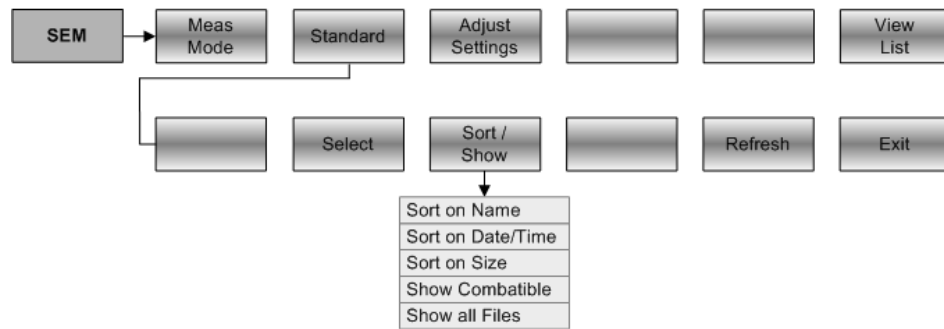 SEM
Meas
Mode
Standard
Adjust
Settings
View
List
Select
Sort /
Show
Refresh
Exit
Sort on Name
Sort on Date/Time
Sort on Size
Show Combatible
Show all Files